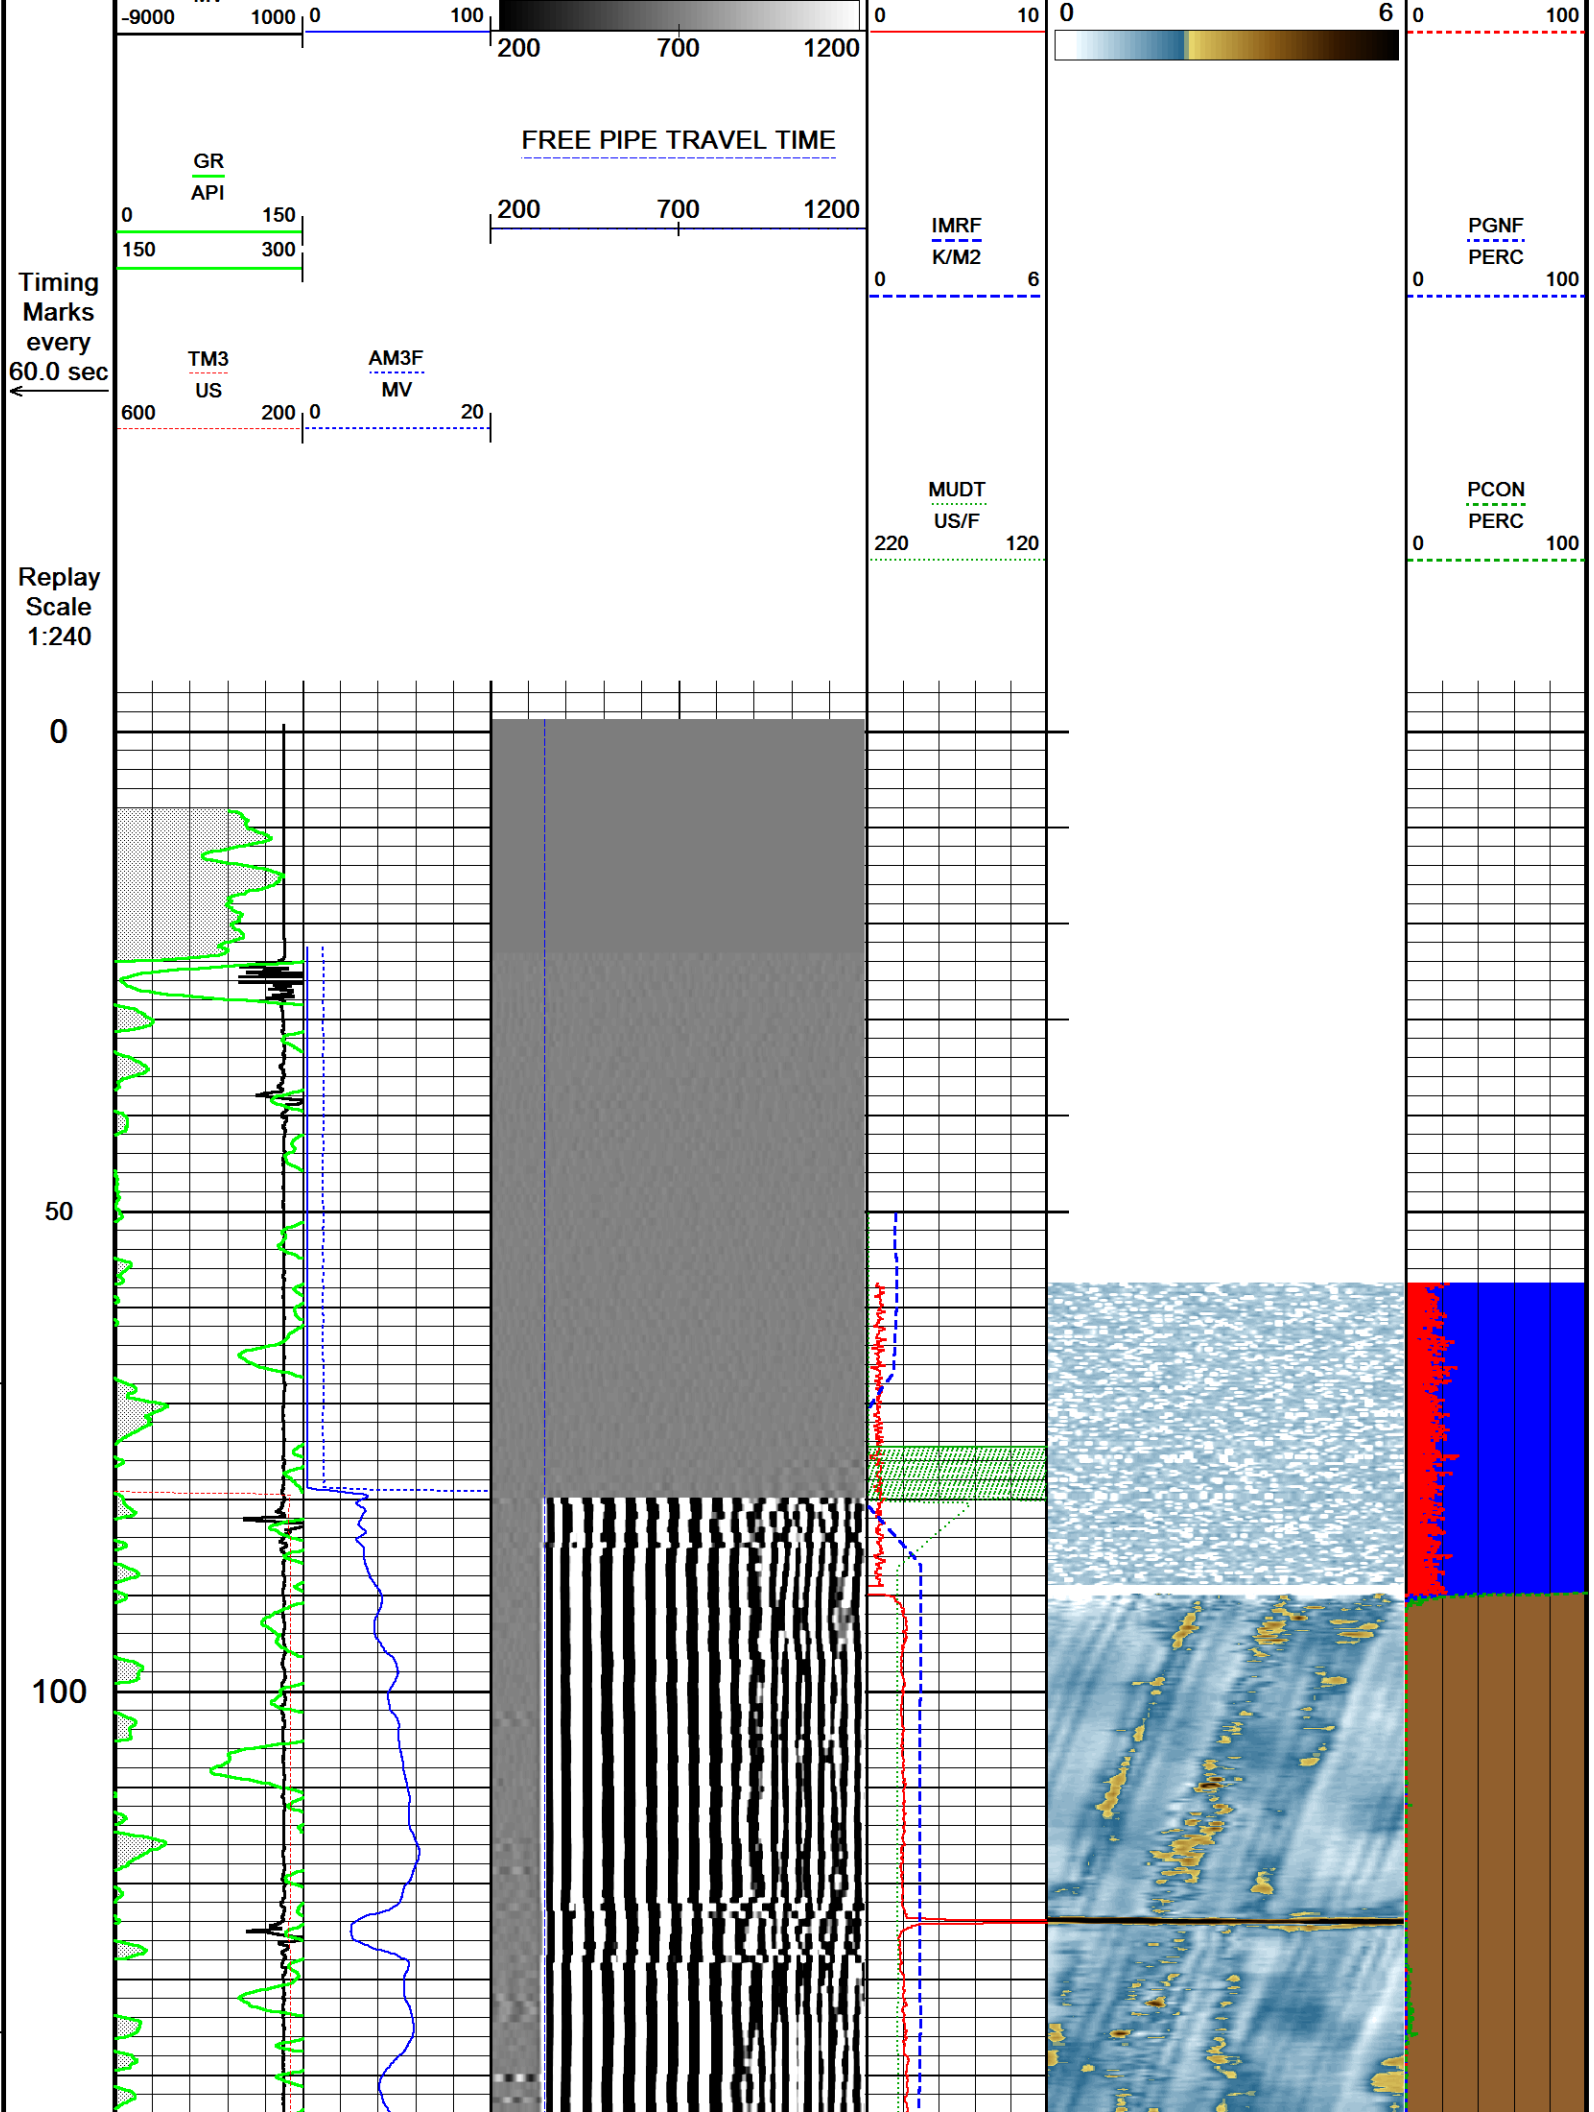 -9000 1000 0 100
200 700 1200
0 10
0 6
0 100
FREE PIPE TRAVEL TIME
200 700 1200
GR
API
0 150
150 300
Timing
Marks
every
60.0 sec
TM3
US
600 200
AM3F
MV
0 20
IMRF
K/M2
0 6
PGNF
PERC
0 100
MUDT
US/F
220 120
PCON
PERC
0 100
Replay
Scale
1:240
0
50
100